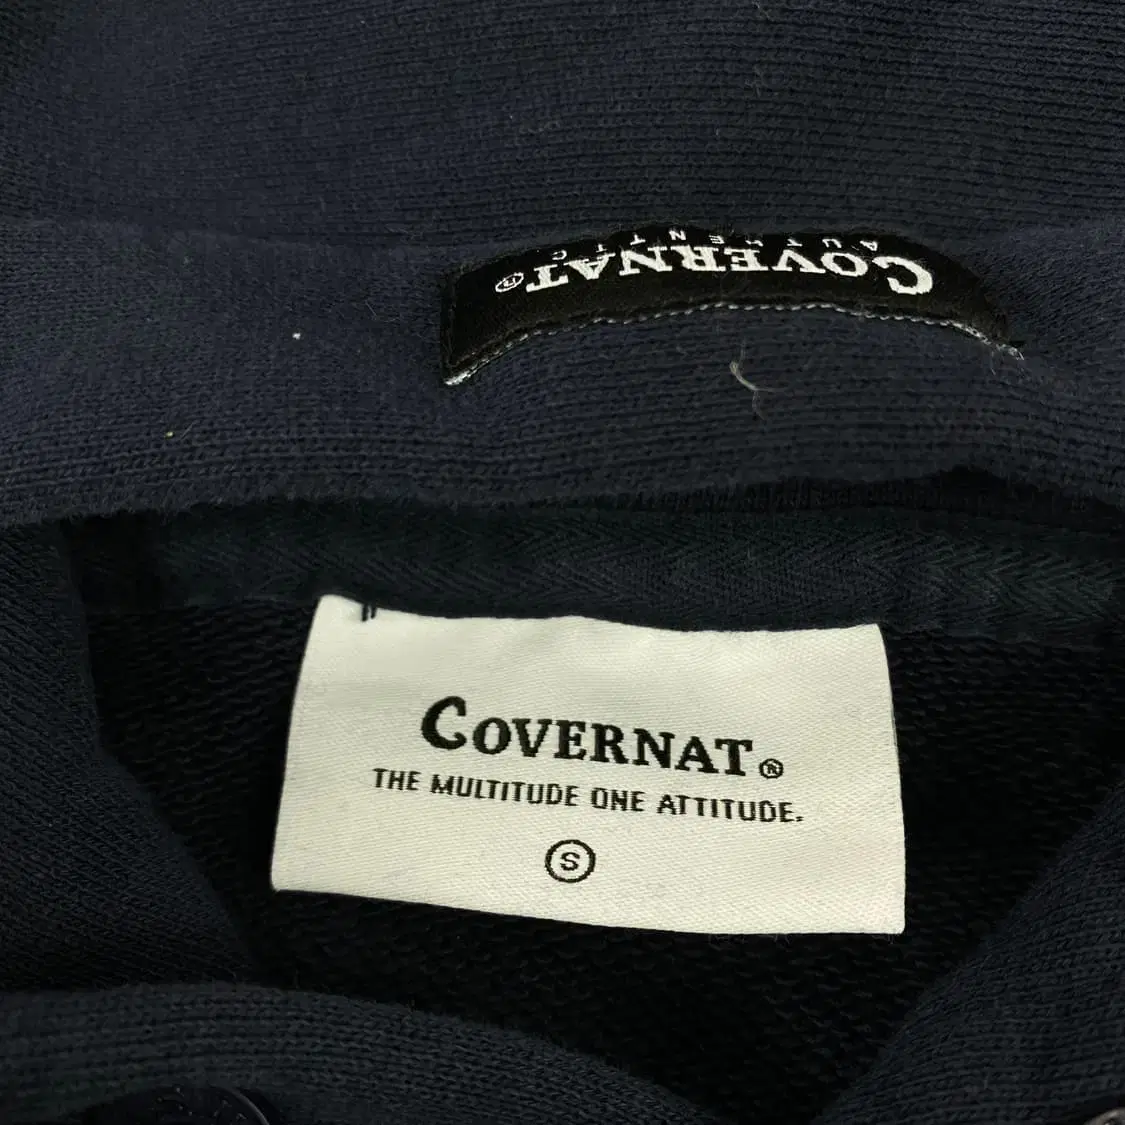 COVERNAT®
AUTHENTIC
COVERNAT®
THE MULTITUDE ONE ATTITUDE.
S